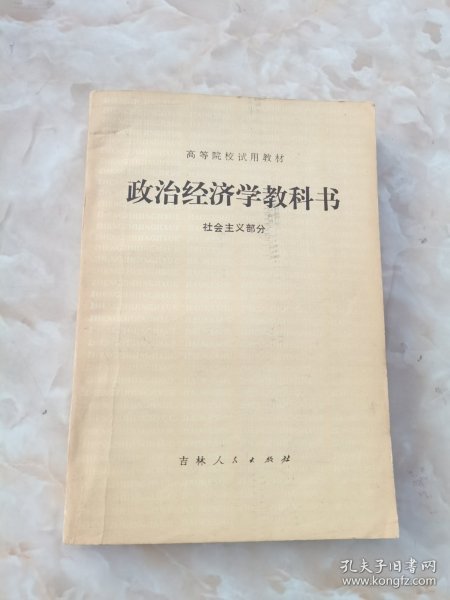 高等院校试用教材
政治经济学教科书
社会主义部分
吉林人民出版社
孔夫子旧书网
www.kongfz.com